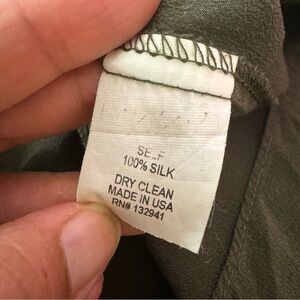 SELF
100% SILK
DRY CLEAN
MADE IN USA
RN# 132941